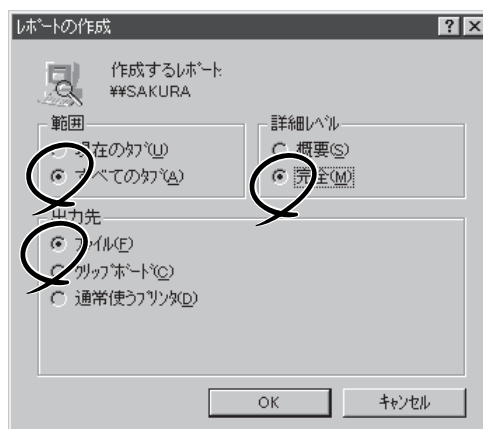 レポートの作成
作成するレポート:
¥¥SAKURA
範囲
現在のタブ(U)
すべてのタブ(A)
詳細レベル
概要(S)
完全(M)
出力先
ファイル(F)
クリップボード(C)
通常使うプリンタ(D)
OK
キャンセル